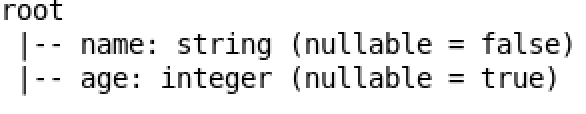 root
 |-- name: string (nullable = false)
 |-- age: integer (nullable = true)